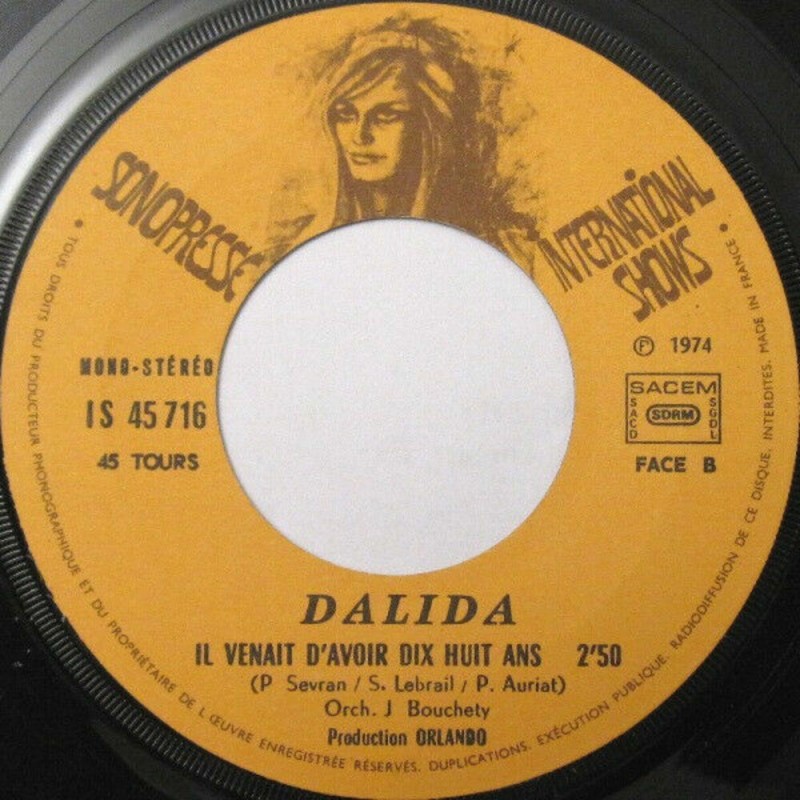 SONOPRESSE
INTERNATIONAL
SHOWS
MONO-STÉRÉO
IS 45 716
45 TOURS
Ⓟ 1974
SACEM
SACD
SDRM
SGDL
FACE B
DALIDA
IL VENAIT D'AVOIR DIX HUIT ANS 2'50
(P Sevran / S. Lebrail / P. Auriat)
Orch. J Bouchety
Production ORLANDO
• TOUS DROITS DU PRODUCTEUR PHONOGRAPHIQUE ET DU PROPRIÉTAIRE DE L'ŒUVRE ENREGISTRÉE RÉSERVÉS. DUPLICATIONS. EXÉCUTION PUBLIQUE. RADIODIFFUSION DE CE DISQUE. INTERDITES. MADE IN FRANCE •